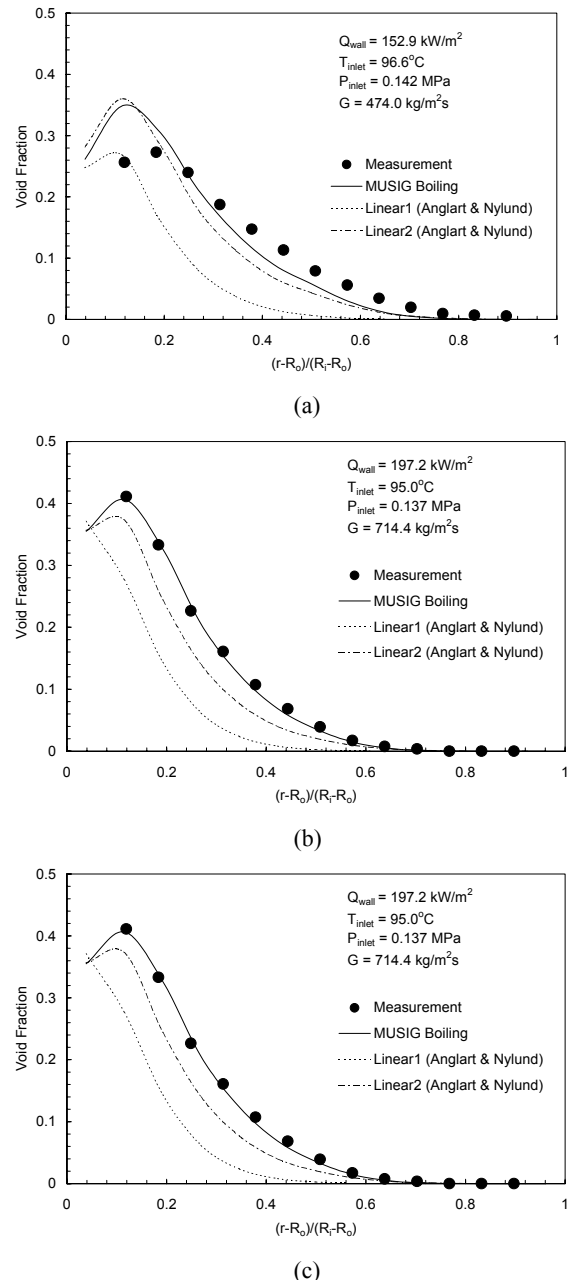 0.5
Q_wall = 152.9 kW/m²
T_inlet = 96.6°C
P_inlet = 0.142 MPa
G = 474.0 kg/m²s
0.4
0.3
Void Fraction
Measurement
0.2
MUSIG Boiling
Linear1 (Anglart & Nylund)
0.1
Linear2 (Anglart & Nylund)
0
0 0.2 0.4 0.6 0.8 1
(r-R_o)/(R_i-R_o)
(a)
0.5
Q_wall = 197.2 kW/m²
T_inlet = 95.0°C
P_inlet = 0.137 MPa
G = 714.4 kg/m²s
0.4
0.3
Void Fraction
Measurement
0.2
MUSIG Boiling
Linear1 (Anglart & Nylund)
0.1
Linear2 (Anglart & Nylund)
0
0 0.2 0.4 0.6 0.8 1
(r-R_o)/(R_i-R_o)
(b)
0.5
Q_wall = 197.2 kW/m²
T_inlet = 95.0°C
P_inlet = 0.137 MPa
G = 714.4 kg/m²s
0.4
0.3
Void Fraction
Measurement
0.2
MUSIG Boiling
Linear1 (Anglart & Nylund)
0.1
Linear2 (Anglart & Nylund)
0
0 0.2 0.4 0.6 0.8 1
(r-R_o)/(R_i-R_o)
(c)